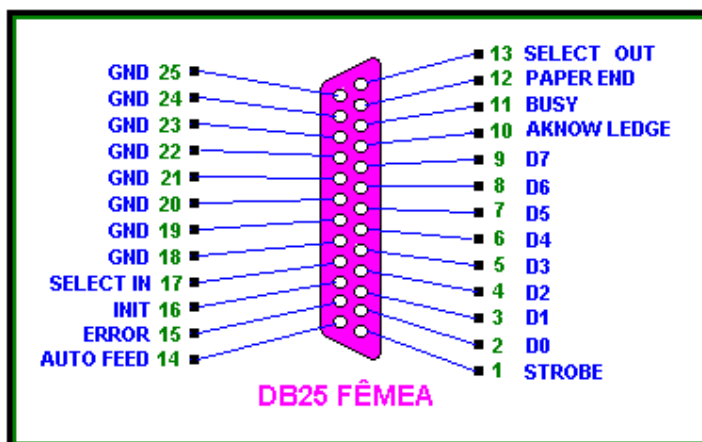 GND 25
GND 24
GND 23
GND 22
GND 21
GND 20
GND 19
GND 18
SELECT IN 17
INIT 16
ERROR 15
AUTO FEED 14
13 SELECT OUT
12 PAPER END
11 BUSY
10 AKNOW LEDGE
9 D7
8 D6
7 D5
6 D4
5 D3
4 D2
3 D1
2 D0
1 STROBE
DB25 FÊMEA